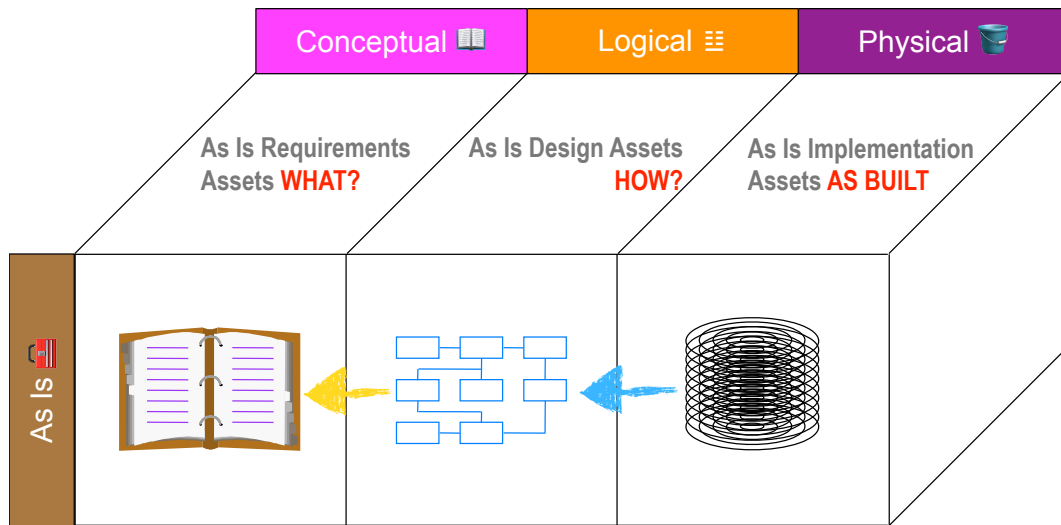 Conceptual 📖
Logical ☷
Physical 🪣
As Is Requirements
Assets WHAT?
As Is Design Assets
HOW?
As Is Implementation
Assets AS BUILT
As Is 🧰